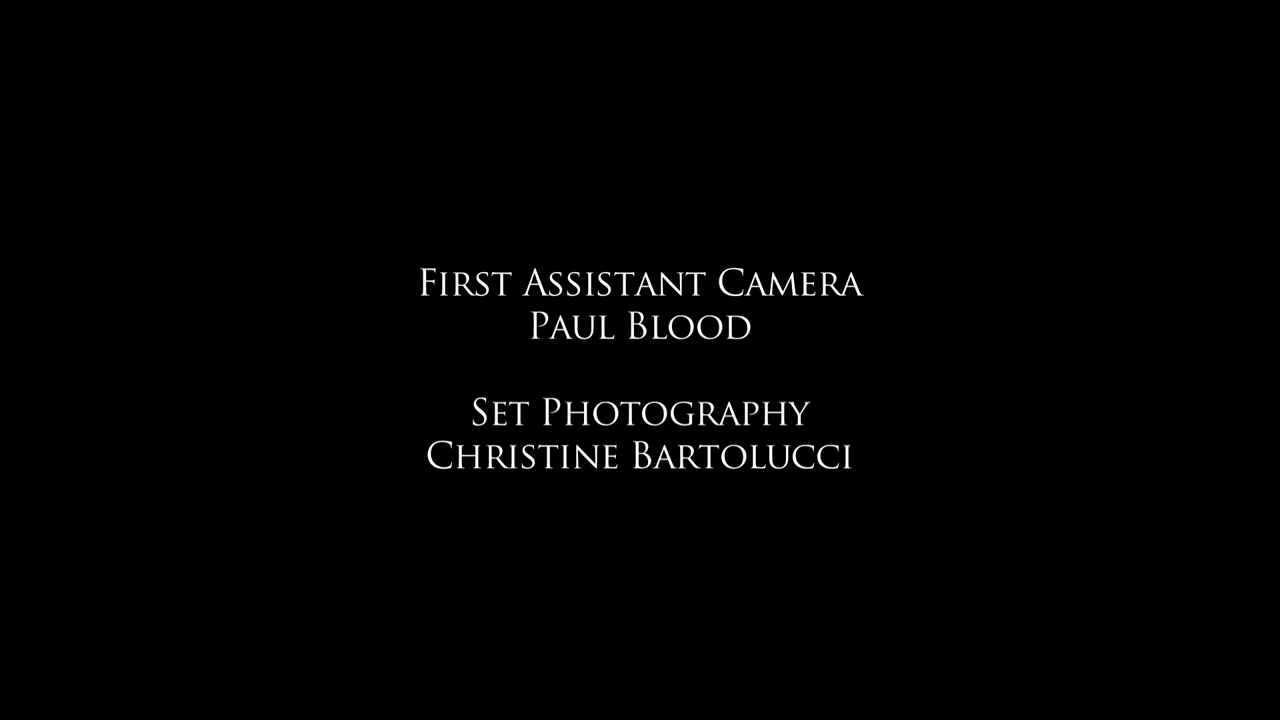 First Assistant Camera
Paul Blood
Set Photography
Christine Bartolucci